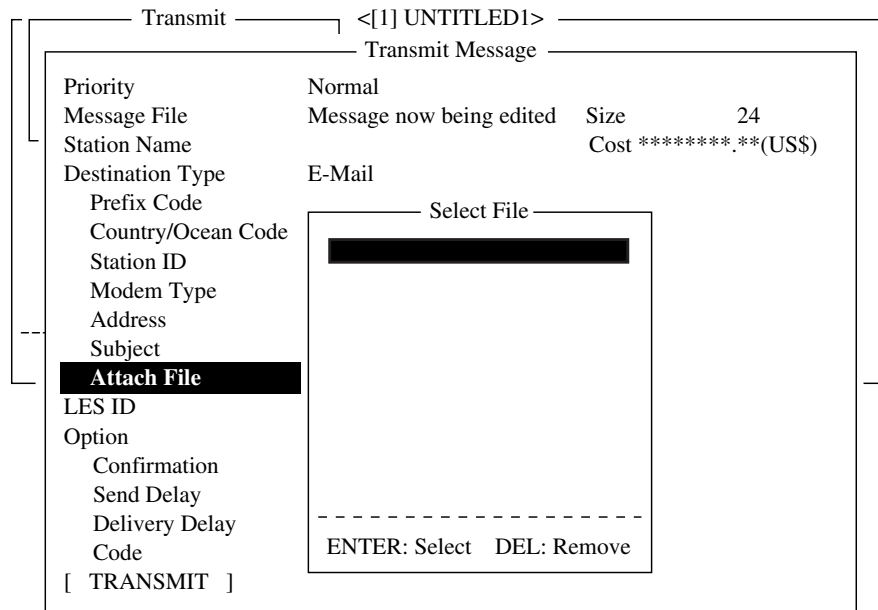 Transmit <[1] UNTITLED1>
Transmit Message
Priority Normal
Message File Message now being edited Size 24
Station Name Cost ********.**(US$)
Destination Type E-Mail
Prefix Code
Select File
Country/Ocean Code
Station ID
Modem Type
Address
Subject
Attach File
LES ID
Option
Confirmation
Send Delay
Delivery Delay
ENTER: Select DEL: Remove
Code
[ TRANSMIT ]